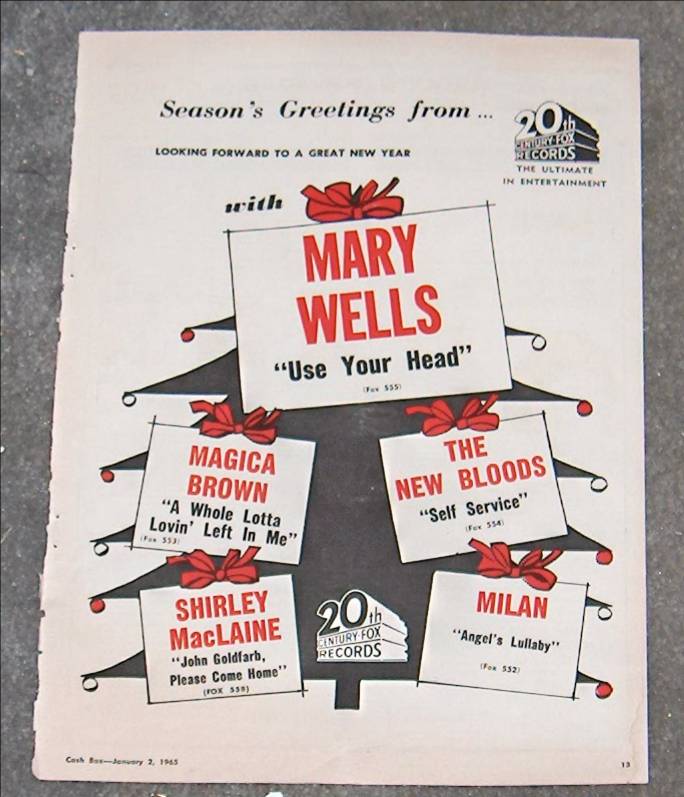 Season's Greetings from ...
20th
CENTURY-FOX
RECORDS
THE ULTIMATE
IN ENTERTAINMENT
LOOKING FORWARD TO A GREAT NEW YEAR
with
MARY
WELLS
"Use Your Head"
(Fox 555)
MAGICA
BROWN
"A Whole Lotta
Lovin' Left In Me"
(Fox 553)
THE
NEW BLOODS
"Self Service"
(Fox 554)
SHIRLEY
MacLAINE
"John Goldfarb,
Please Come Home"
(FOX 558)
20th
CENTURY-FOX
RECORDS
MILAN
"Angel's Lullaby"
(Fox 552)
Cash Box—January 2, 1965
13